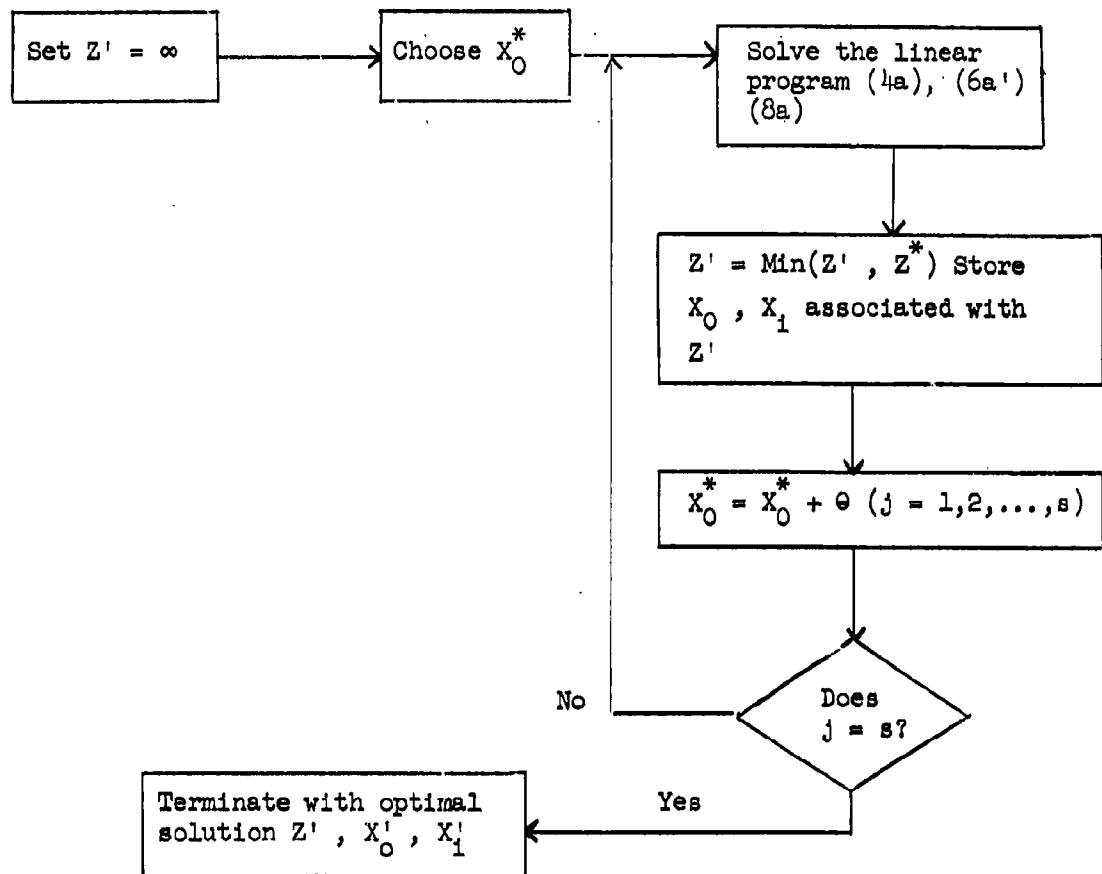 Set Z' = ∞
Choose X₀*
Solve the linear
program (4a), (6a')
(8a)
Z' = Min(Z' , Z*) Store
X₀ , X₁ associated with
Z'
X₀* = X₀* + θ (j = 1,2,...,s)
Does
j = s?
No
Yes
Terminate with optimal
solution Z' , X₀' , X₁'